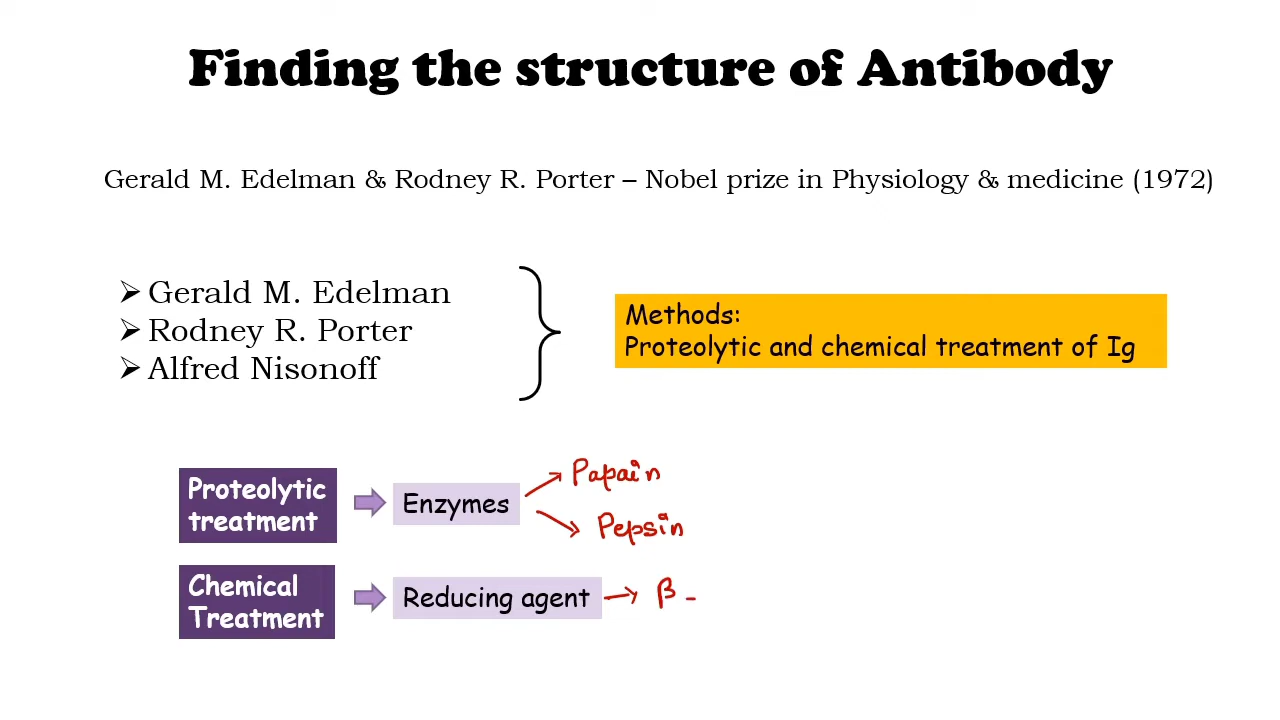 Finding the structure of Antibody
Gerald M. Edelman & Rodney R. Porter – Nobel prize in Physiology & medicine (1972)
Gerald M. Edelman
Rodney R. Porter
Alfred Nisonoff
Methods:
Proteolytic and chemical treatment of Ig
Proteolytic
treatment
Enzymes
Papain
Pepsin
Chemical
Treatment
Reducing agent
β -